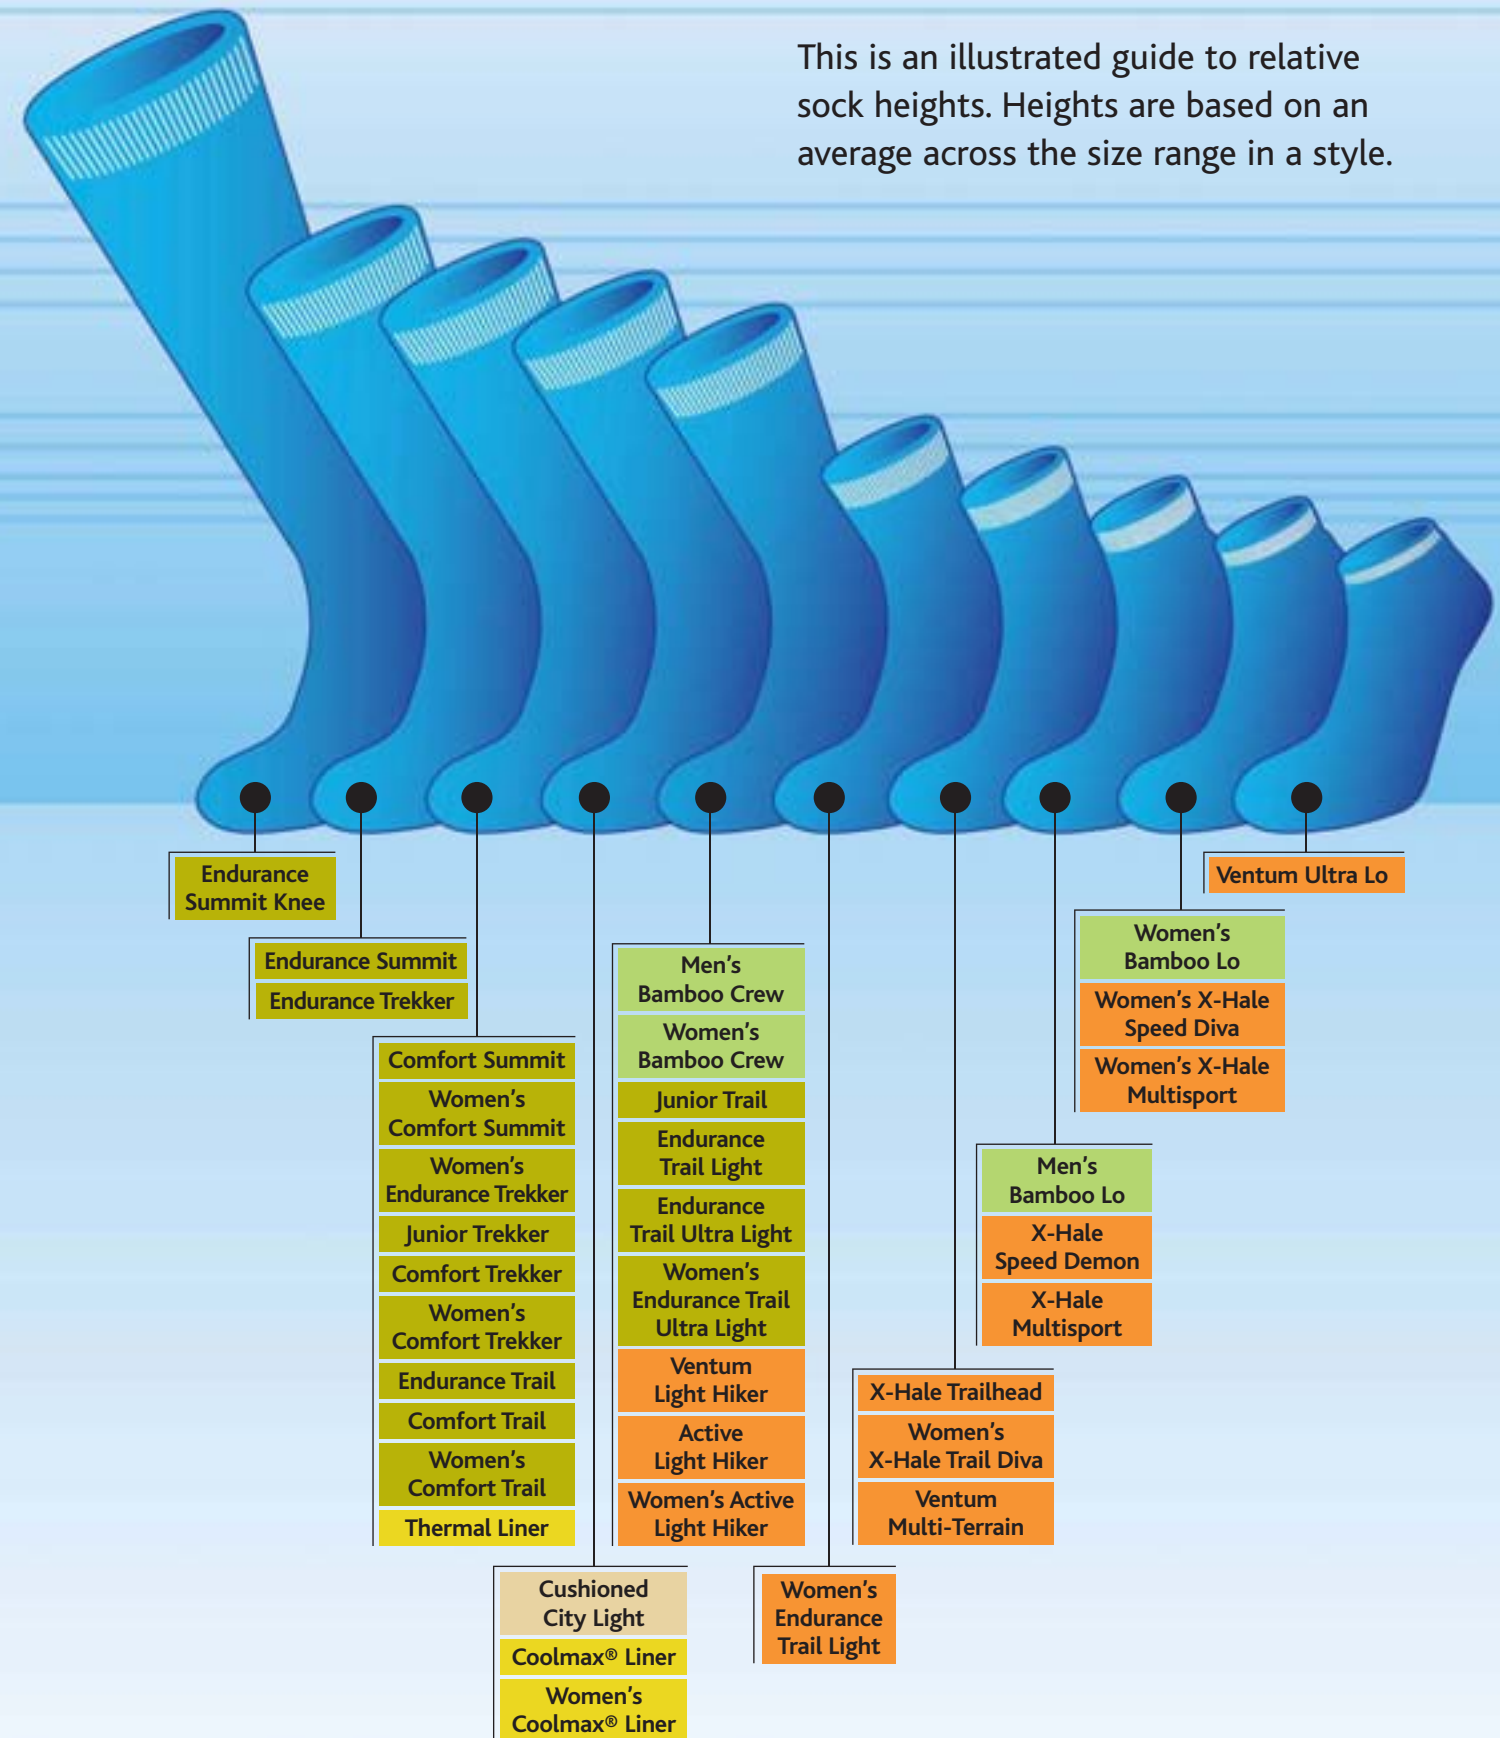 This is an illustrated guide to relative
sock heights. Heights are based on an
average across the size range in a style.
Endurance
Summit Knee
Endurance Summit
Endurance Trekker
Comfort Summit
Women's
Comfort Summit
Women's
Endurance Trekker
Junior Trekker
Comfort Trekker
Women's
Comfort Trekker
Endurance Trail
Comfort Trail
Women's
Comfort Trail
Thermal Liner
Cushioned
City Light
Coolmax® Liner
Women's
Coolmax® Liner
Men's
Bamboo Crew
Women's
Bamboo Crew
Junior Trail
Endurance
Trail Light
Endurance
Trail Ultra Light
Women's
Endurance Trail
Ultra Light
Ventum
Light Hiker
Active
Light Hiker
Women's Active
Light Hiker
Women's
Endurance
Trail Light
X-Hale Trailhead
Women's
X-Hale Trail Diva
Ventum
Multi-Terrain
Men's
Bamboo Lo
X-Hale
Speed Demon
X-Hale
Multisport
Women's
Bamboo Lo
Women's X-Hale
Speed Diva
Women's X-Hale
Multisport
Ventum Ultra Lo